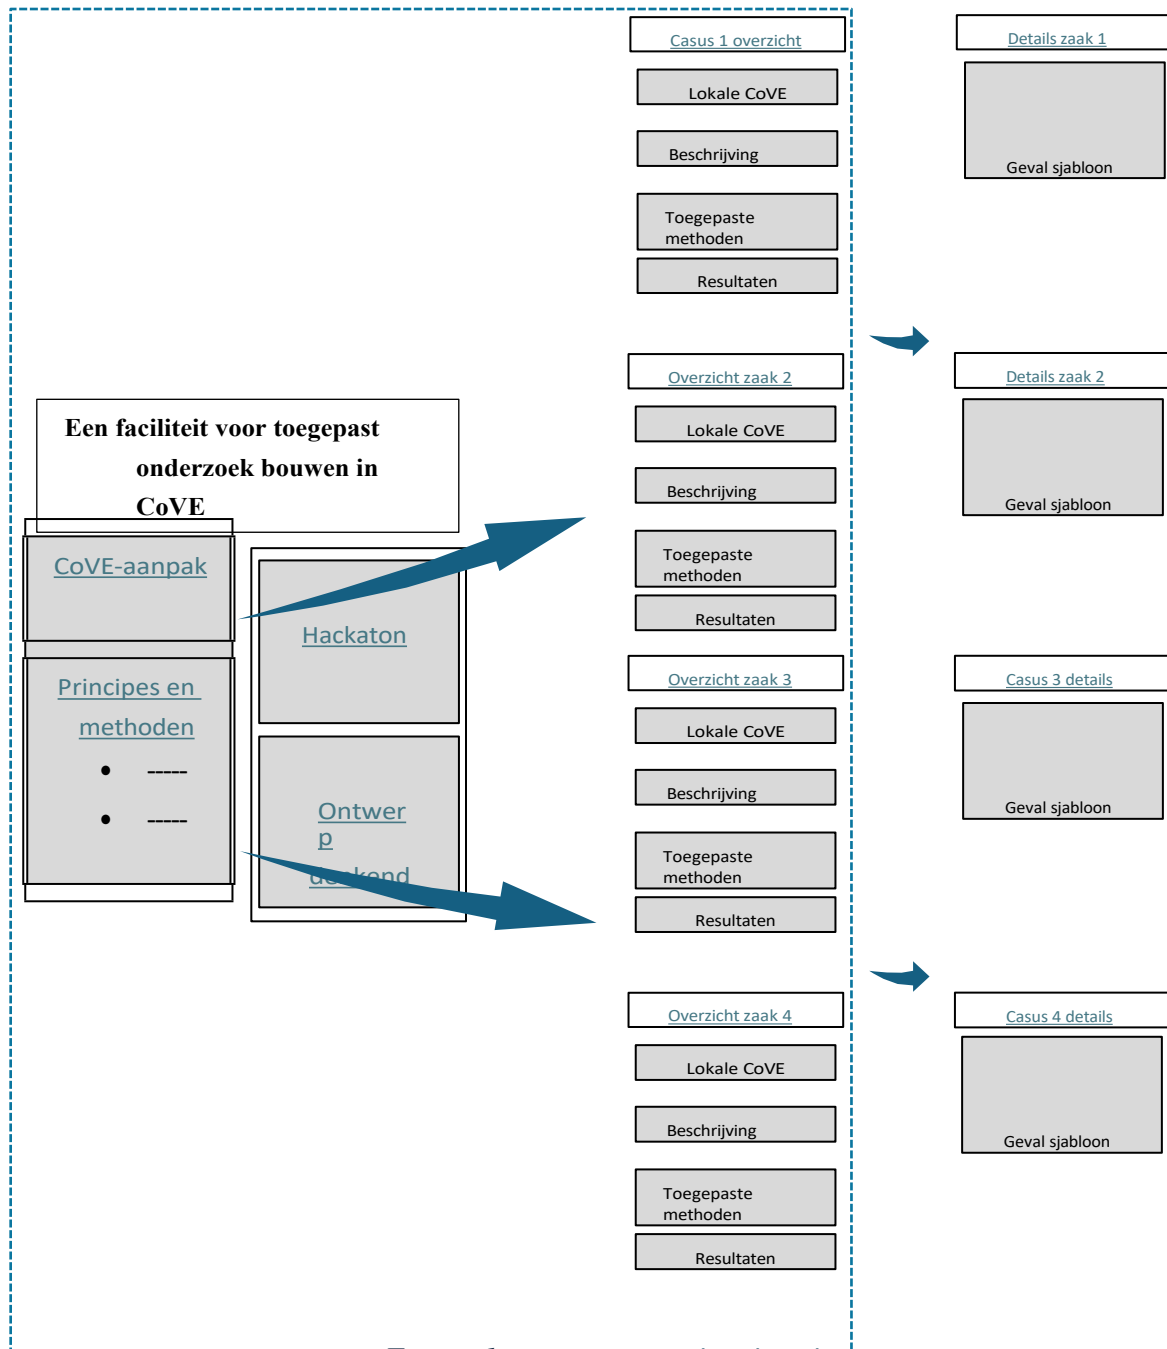 Een faciliteit voor toegepast
onderzoek bouwen in
CoVE
CoVE-aanpak
Principes en
methoden
• -----
• -----
Hackaton
Ontwer
p
denkend
Casus 1 overzicht
Lokale CoVE
Beschrijving
Toegepaste
methoden
Resultaten
Overzicht zaak 2
Lokale CoVE
Beschrijving
Toegepaste
methoden
Resultaten
Overzicht zaak 3
Lokale CoVE
Beschrijving
Toegepaste
methoden
Resultaten
Overzicht zaak 4
Lokale CoVE
Beschrijving
Toegepaste
methoden
Resultaten
Details zaak 1
Geval sjabloon
Details zaak 2
Geval sjabloon
Casus 3 details
Geval sjabloon
Casus 4 details
Geval sjabloon